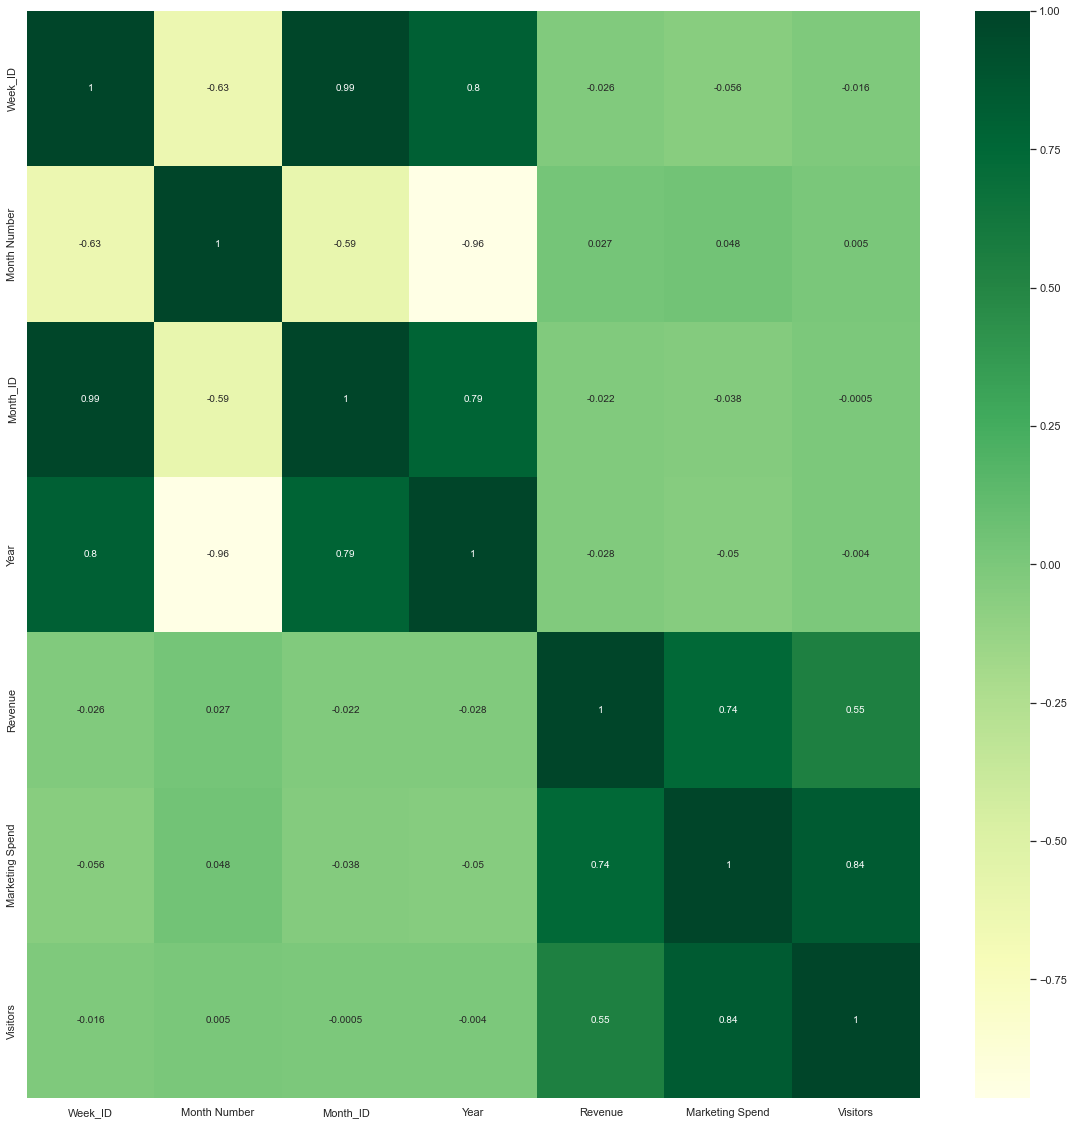 Week_ID 1 -0.63 0.99 0.8 -0.026 -0.056 -0.016
Month Number -0.63 1 -0.59 -0.96 0.027 0.048 0.005
Month_ID 0.99 -0.59 1 0.79 -0.022 -0.038 -0.0005
Year 0.8 -0.96 0.79 1 -0.028 -0.05 -0.004
Revenue -0.026 0.027 -0.022 -0.028 1 0.74 0.55
Marketing Spend -0.056 0.048 -0.038 -0.05 0.74 1 0.84
Visitors -0.016 0.005 -0.0005 -0.004 0.55 0.84 1
Week_ID Month Number Month_ID Year Revenue Marketing Spend Visitors
1.00
0.75
0.50
0.25
0.00
−0.25
−0.50
−0.75